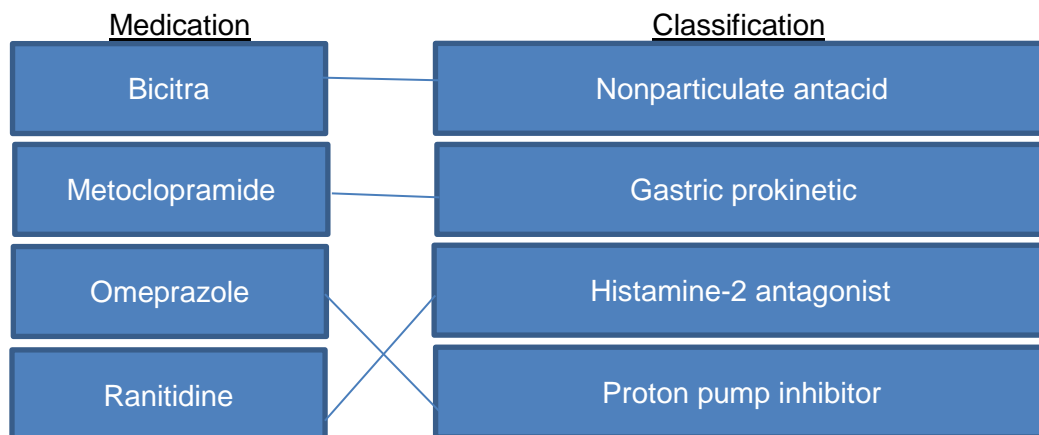 Medication Classification
Bicitra Nonparticulate antacid
Metoclopramide Gastric prokinetic
Omeprazole Histamine-2 antagonist
Ranitidine Proton pump inhibitor